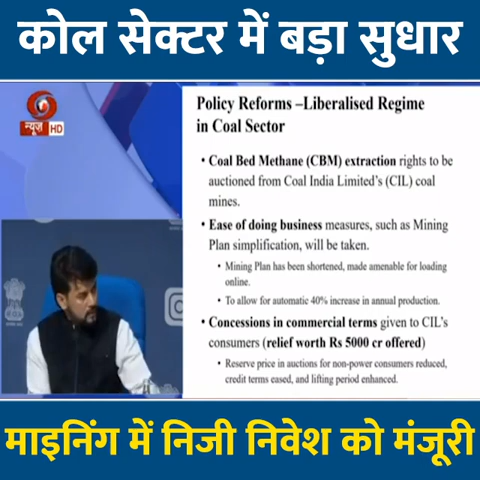 कोल सेक्टर में बड़ा सुधार
न्यूज़ HD
Policy Reforms –Liberalised Regime
in Coal Sector
• Coal Bed Methane (CBM) extraction rights to be
auctioned from Coal India Limited's (CIL) coal
mines.
• Ease of doing business measures, such as Mining
Plan simplification, will be taken.
• Mining Plan has been shortened, made amenable for loading
online.
• To allow for automatic 40% increase in annual production.
• Concessions in commercial terms given to CIL's
consumers (relief worth Rs 5000 cr offered)
• Reserve price in auctions for non-power consumers reduced,
credit terms eased, and lifting period enhanced.
माइनिंग में निजी निवेश को मंजूरी